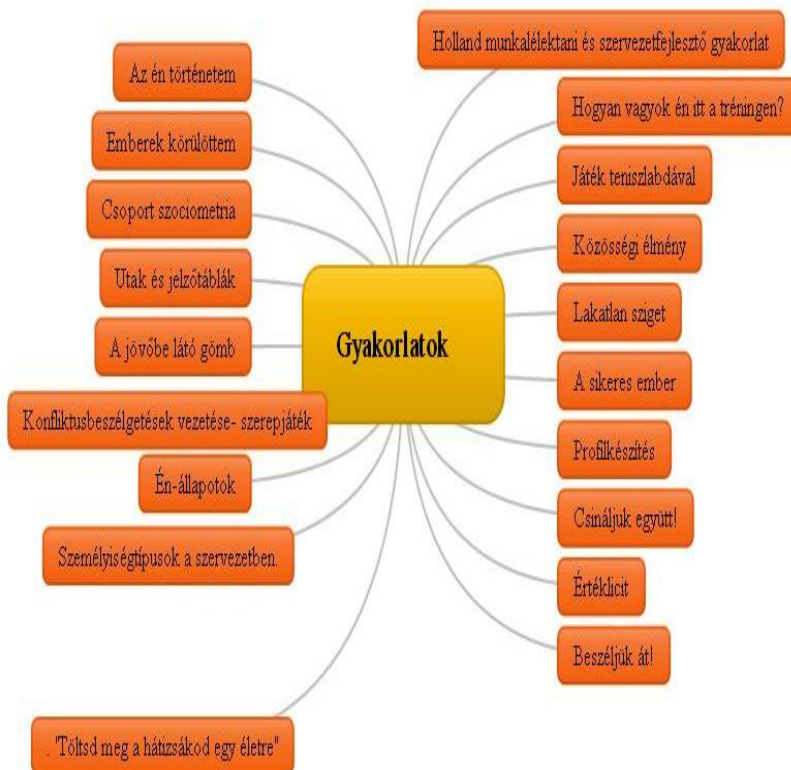 Holland munkalélektani és szervezetfejlesztő gyakorlat
Az én történetem
Hogyan vagyok én itt a tréningen?
Emberek körülöttem
Játék teniszlabdával
Csoport szociometria
Közösségi élmény
Utak és jelzőtáblák
Lakatlan sziget
Gyakorlatok
A jövőbe látó gömb
A sikeres ember
Konfliktusbeszélgetések vezetése- szerepjáték
Profilkészítés
Én-állapotok
Csináljuk együtt!
Személyiségtípusok a szervezetben.
Értéklicit
Beszéljük át!
. "Töltsd meg a hátizsákod egy életre"